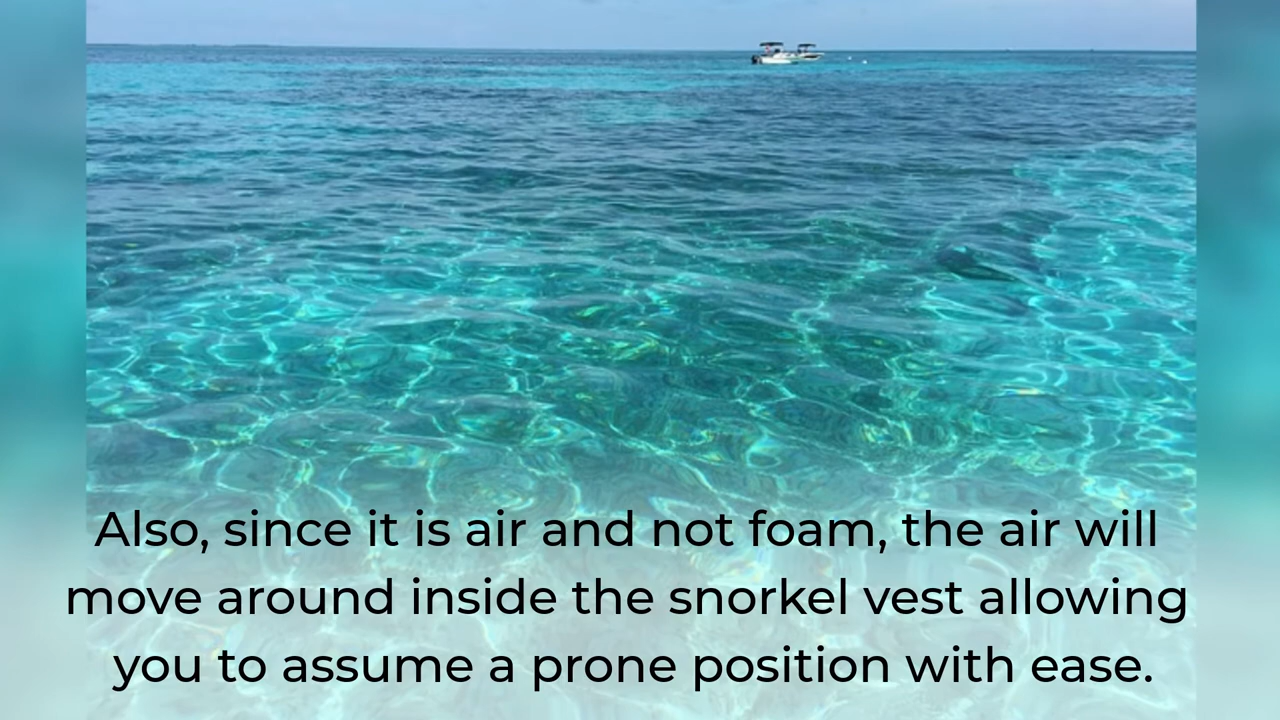 Also, since it is air and not foam, the air will
move around inside the snorkel vest allowing
you to assume a prone position with ease.